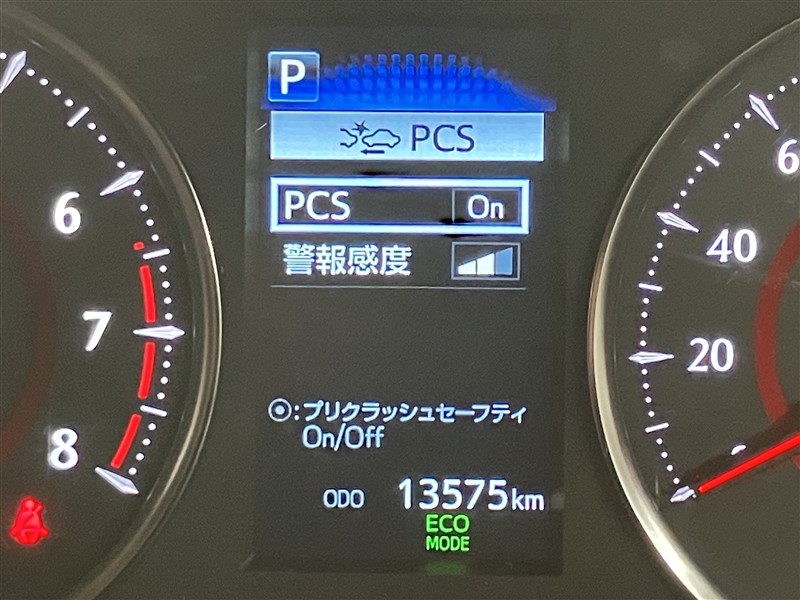 P
PCS
PCS On
警報感度
⦿:プリクラッシュセーフティ
On/Off
ODO 13575km
ECO
MODE
6
7
8
6
40
20